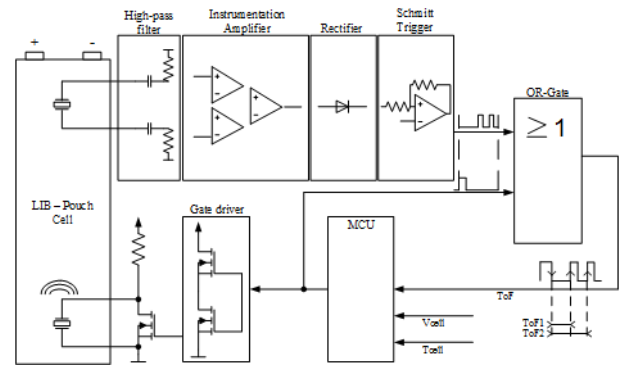 High-pass filter
Instrumentation Amplifier
Rectifier
Schmitt Trigger
OR-Gate
+ -
+ -
+ -
+ -
+ -
≥ 1
LIB – Pouch Cell
Gate driver
MCU
ToF
Vcell
Tcell
ToF1
ToF2